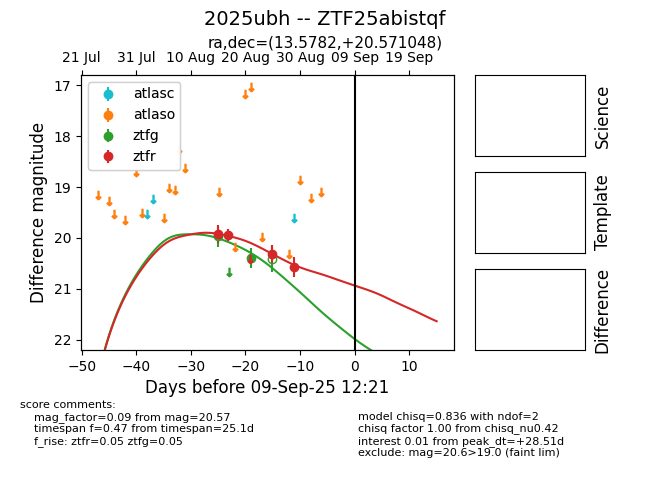 2025ubh -- ZTF25abistqf
ra,dec=(13.5782,+20.571048)
21 Jul 31 Jul 10 Aug 20 Aug 30 Aug 09 Sep 19 Sep
atlasc
atlaso
ztfg
ztfr
17
18
19
20
21
22
Difference magnitude
−50 −40 −30 −20 −10 0 10
Days before 09-Sep-25 12:21
Science
Template
Difference
score comments:
mag_factor=0.09 from mag=20.57
timespan f=0.47 from timespan=25.1d
f_rise: ztfr=0.05 ztfg=0.05
model chisq=0.836 with ndof=2
chisq factor 1.00 from chisq_nu0.42
interest 0.01 from peak_dt=+28.51d
exclude: mag=20.6>19.0 (faint lim)